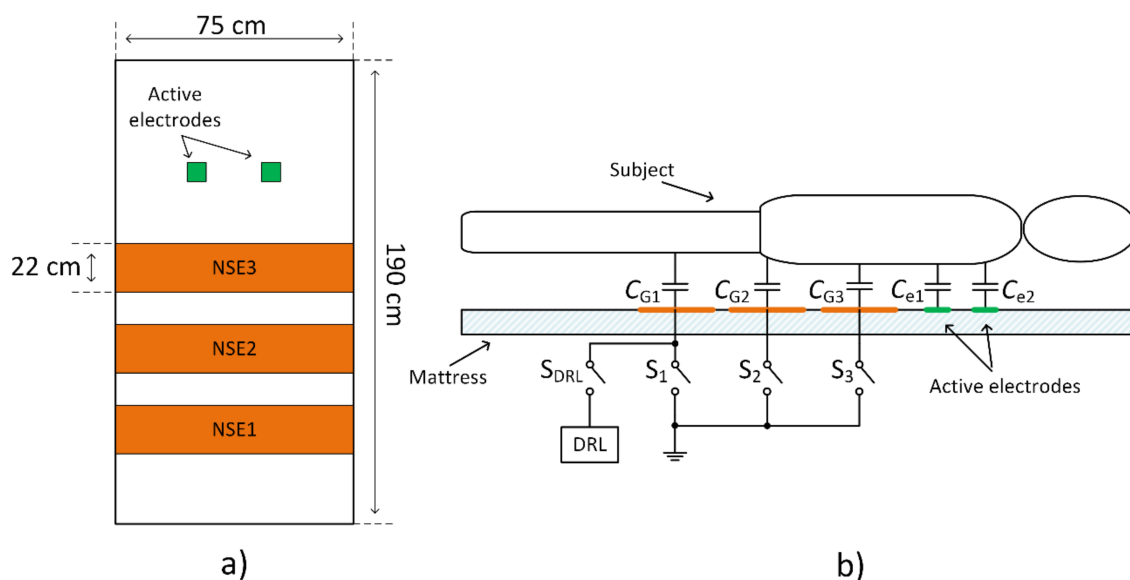 75 cm
Active
electrodes
NSE3
22 cm
190 cm
NSE2
NSE1
a)
Subject
CG1
CG2
CG3
Ce1
Ce2
Mattress
SDRL
S1
S2
S3
Active electrodes
DRL
b)